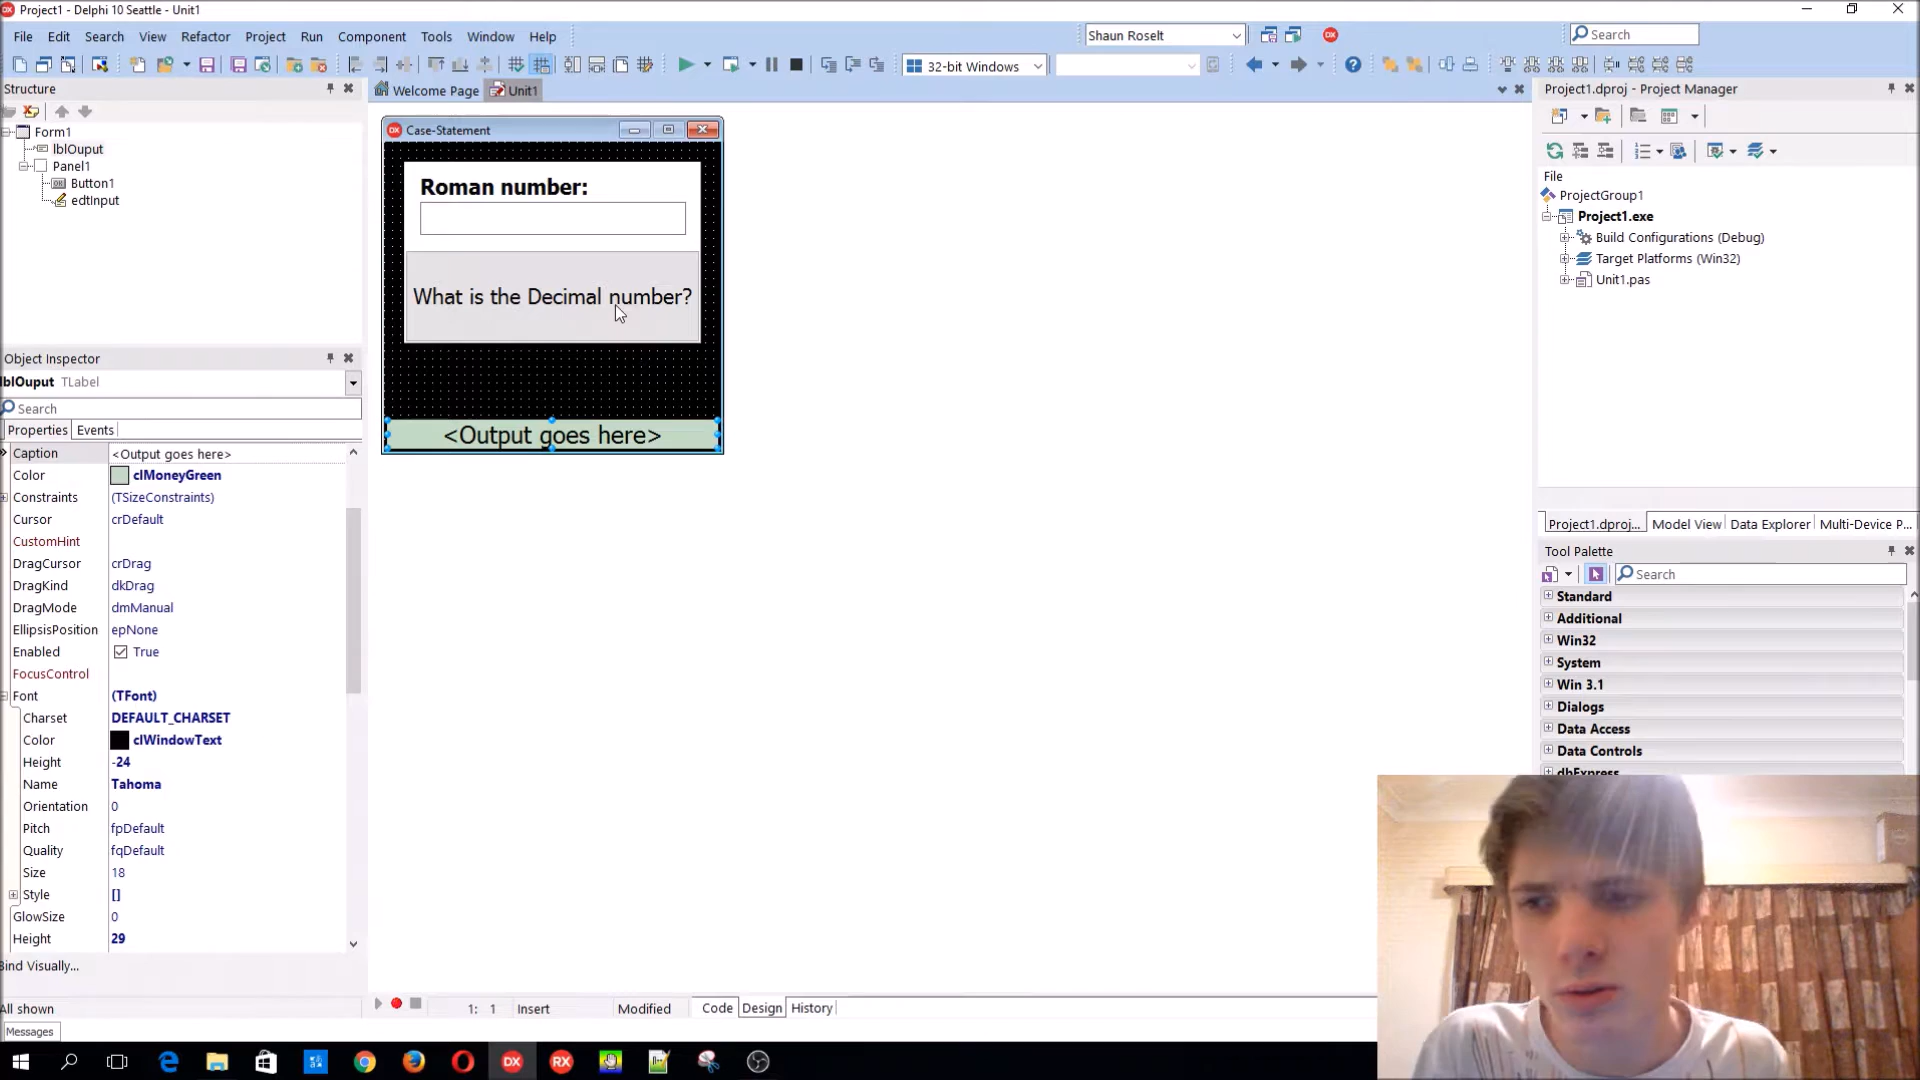 Project1 - Delphi 10 Seattle - Unit1
File Edit Search View Refactor Project Run Component Tools Window Help
Shaun Roselt
Search
32-bit Windows
Structure
Welcome Page
Unit1
Project1.dproj - Project Manager
Form1
lblOuput
Panel1
Button1
edtInput
Case-Statement
Roman number:
What is the Decimal number?
<Output goes here>
File
ProjectGroup1
Project1.exe
Build Configurations (Debug)
Target Platforms (Win32)
Unit1.pas
Object Inspector
lblOuput TLabel
Search
Properties
Events
Caption <Output goes here>
Color clMoneyGreen
Constraints (TSizeConstraints)
Cursor crDefault
CustomHint
DragCursor crDrag
DragKind dkDrag
DragMode dmManual
EllipsisPosition epNone
Enabled True
FocusControl
Font (TFont)
Charset DEFAULT_CHARSET
Color clWindowText
Height -24
Name Tahoma
Orientation 0
Pitch fpDefault
Quality fqDefault
Size 18
Style []
GlowSize 0
Height 29
Bind Visually...
All shown
Messages
Project1.dproj... Model View Data Explorer Multi-Device P...
Tool Palette
Search
Standard
Additional
Win32
System
Win 3.1
Dialogs
Data Access
Data Controls
dbExpress
1: 1 Insert Modified Code Design History
DX RX